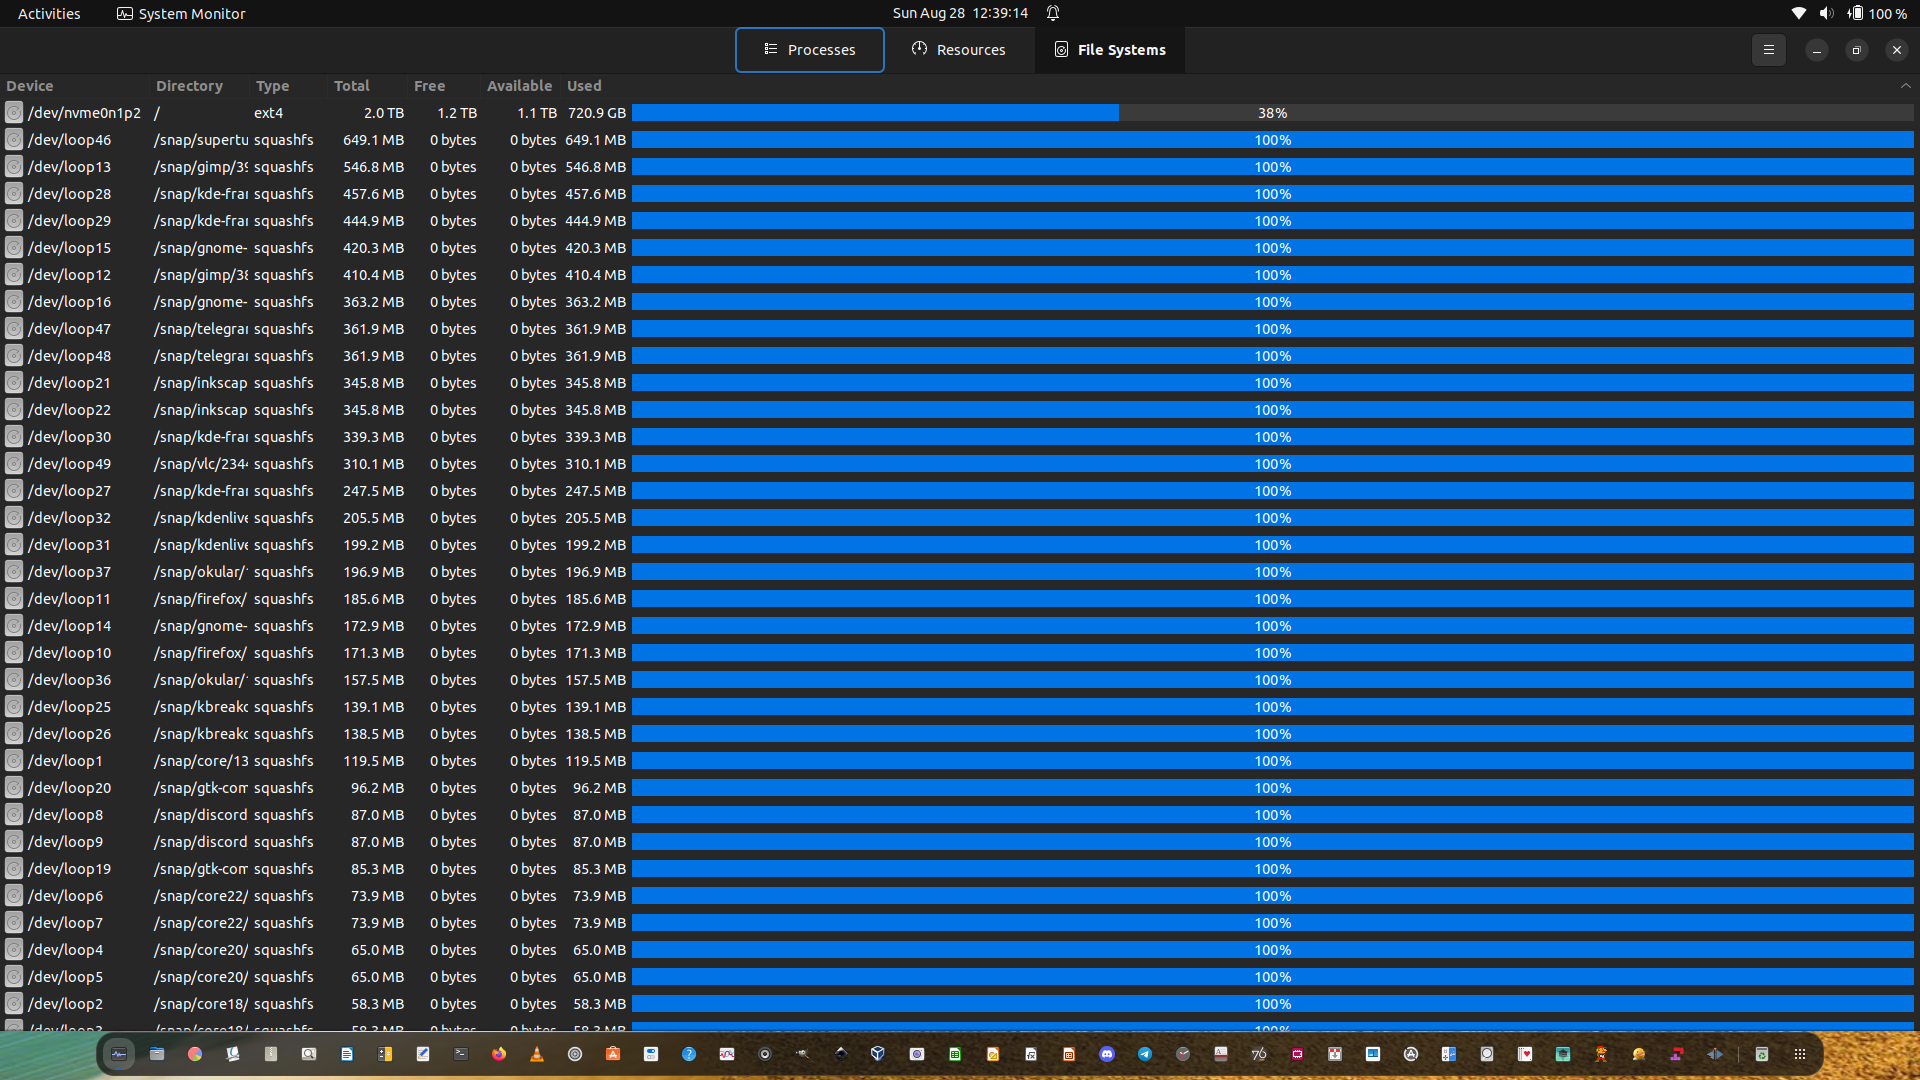 Activities System Monitor Sun Aug 28 12:39:14 100 %
Processes Resources File Systems
Device Directory Type Total Free Available Used
/dev/nvme0n1p2 / ext4 2.0 TB 1.2 TB 1.1 TB 720.9 GB 38%
/dev/loop46 /snap/supertu squashfs 649.1 MB 0 bytes 0 bytes 649.1 MB 100%
/dev/loop13 /snap/gimp/39 squashfs 546.8 MB 0 bytes 0 bytes 546.8 MB 100%
/dev/loop28 /snap/kde-frar squashfs 457.6 MB 0 bytes 0 bytes 457.6 MB 100%
/dev/loop29 /snap/kde-frar squashfs 444.9 MB 0 bytes 0 bytes 444.9 MB 100%
/dev/loop15 /snap/gnome- squashfs 420.3 MB 0 bytes 0 bytes 420.3 MB 100%
/dev/loop12 /snap/gimp/38 squashfs 410.4 MB 0 bytes 0 bytes 410.4 MB 100%
/dev/loop16 /snap/gnome- squashfs 363.2 MB 0 bytes 0 bytes 363.2 MB 100%
/dev/loop47 /snap/telegrar squashfs 361.9 MB 0 bytes 0 bytes 361.9 MB 100%
/dev/loop48 /snap/telegrar squashfs 361.9 MB 0 bytes 0 bytes 361.9 MB 100%
/dev/loop21 /snap/inkscap squashfs 345.8 MB 0 bytes 0 bytes 345.8 MB 100%
/dev/loop22 /snap/inkscap squashfs 345.8 MB 0 bytes 0 bytes 345.8 MB 100%
/dev/loop30 /snap/kde-frar squashfs 339.3 MB 0 bytes 0 bytes 339.3 MB 100%
/dev/loop49 /snap/vlc/2344 squashfs 310.1 MB 0 bytes 0 bytes 310.1 MB 100%
/dev/loop27 /snap/kde-frar squashfs 247.5 MB 0 bytes 0 bytes 247.5 MB 100%
/dev/loop32 /snap/kdenlive squashfs 205.5 MB 0 bytes 0 bytes 205.5 MB 100%
/dev/loop31 /snap/kdenlive squashfs 199.2 MB 0 bytes 0 bytes 199.2 MB 100%
/dev/loop37 /snap/okular/ squashfs 196.9 MB 0 bytes 0 bytes 196.9 MB 100%
/dev/loop11 /snap/firefox/ squashfs 185.6 MB 0 bytes 0 bytes 185.6 MB 100%
/dev/loop14 /snap/gnome- squashfs 172.9 MB 0 bytes 0 bytes 172.9 MB 100%
/dev/loop10 /snap/firefox/ squashfs 171.3 MB 0 bytes 0 bytes 171.3 MB 100%
/dev/loop36 /snap/okular/ squashfs 157.5 MB 0 bytes 0 bytes 157.5 MB 100%
/dev/loop25 /snap/kbreako squashfs 139.1 MB 0 bytes 0 bytes 139.1 MB 100%
/dev/loop26 /snap/kbreako squashfs 138.5 MB 0 bytes 0 bytes 138.5 MB 100%
/dev/loop1 /snap/core/13 squashfs 119.5 MB 0 bytes 0 bytes 119.5 MB 100%
/dev/loop20 /snap/gtk-com squashfs 96.2 MB 0 bytes 0 bytes 96.2 MB 100%
/dev/loop8 /snap/discord squashfs 87.0 MB 0 bytes 0 bytes 87.0 MB 100%
/dev/loop9 /snap/discord squashfs 87.0 MB 0 bytes 0 bytes 87.0 MB 100%
/dev/loop19 /snap/gtk-com squashfs 85.3 MB 0 bytes 0 bytes 85.3 MB 100%
/dev/loop6 /snap/core22/ squashfs 73.9 MB 0 bytes 0 bytes 73.9 MB 100%
/dev/loop7 /snap/core22/ squashfs 73.9 MB 0 bytes 0 bytes 73.9 MB 100%
/dev/loop4 /snap/core20/ squashfs 65.0 MB 0 bytes 0 bytes 65.0 MB 100%
/dev/loop5 /snap/core20/ squashfs 65.0 MB 0 bytes 0 bytes 65.0 MB 100%
/dev/loop2 /snap/core18/ squashfs 58.3 MB 0 bytes 0 bytes 58.3 MB 100%
/dev/loop3 /snap/core18/ squashfs 58.3 MB 0 bytes 0 bytes 58.3 MB 100%